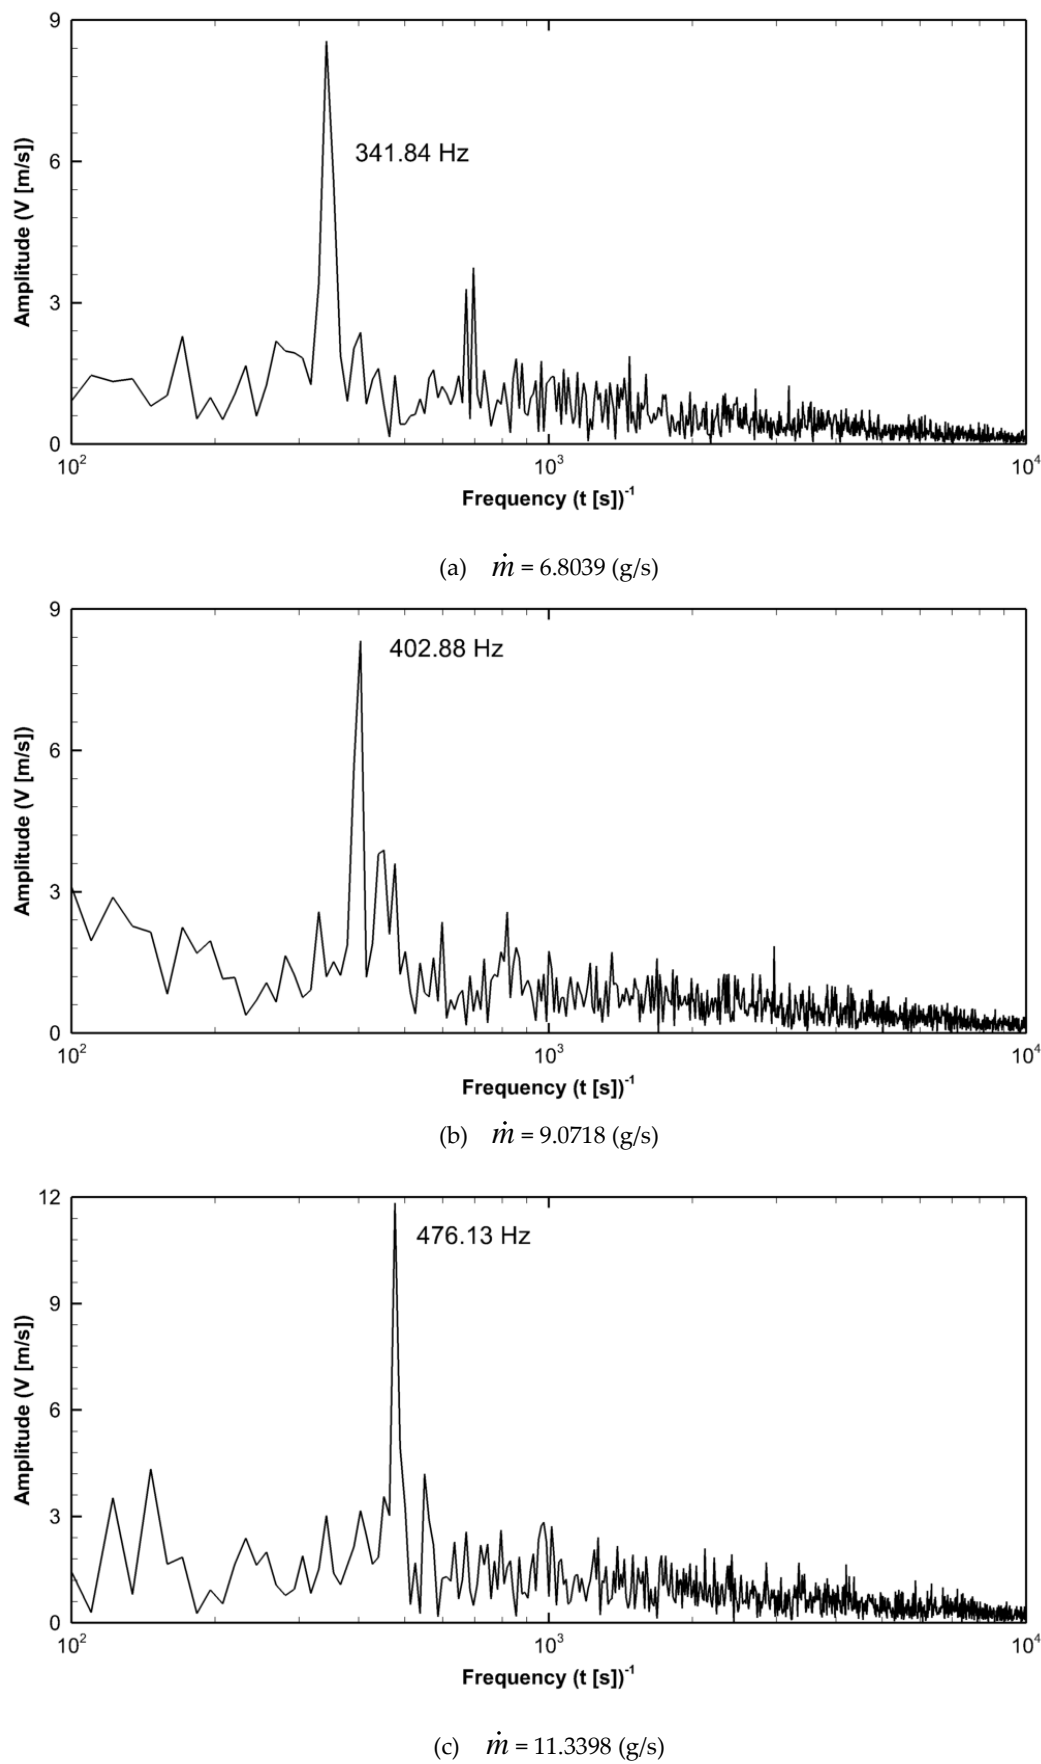 9
6
3
0
Amplitude (V [m/s])
341.84 Hz
10² 10³ 10⁴
Frequency (t [s])⁻¹
(a) ṁ = 6.8039 (g/s)
9
6
3
0
Amplitude (V [m/s])
402.88 Hz
10² 10³ 10⁴
Frequency (t [s])⁻¹
(b) ṁ = 9.0718 (g/s)
12
9
6
3
0
Amplitude (V [m/s])
476.13 Hz
10² 10³ 10⁴
Frequency (t [s])⁻¹
(c) ṁ = 11.3398 (g/s)